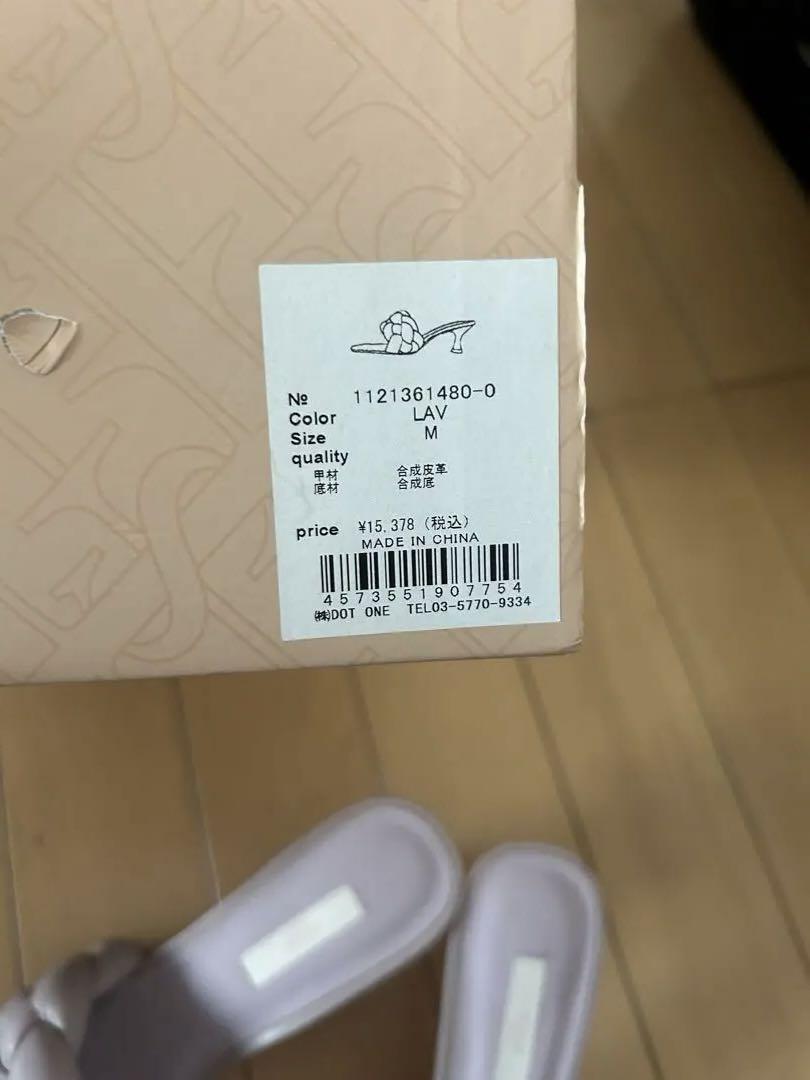 № 1121361480-0
Color LAV
Size M
quality
甲材 合成皮革
底材 合成底
price ¥15,378 (税込)
MADE IN CHINA
4573551907754
㈱DOT ONE TEL03-5770-9334